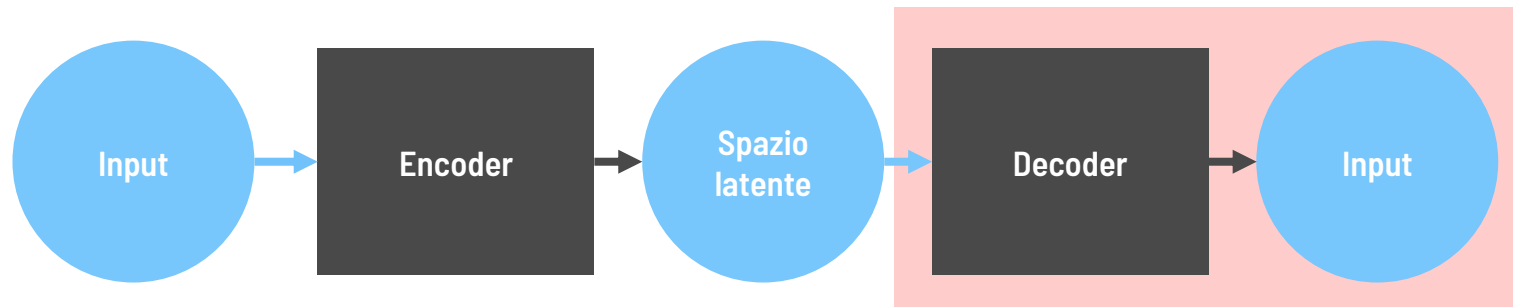 Input
Encoder
Spazio
latente
Decoder
Input